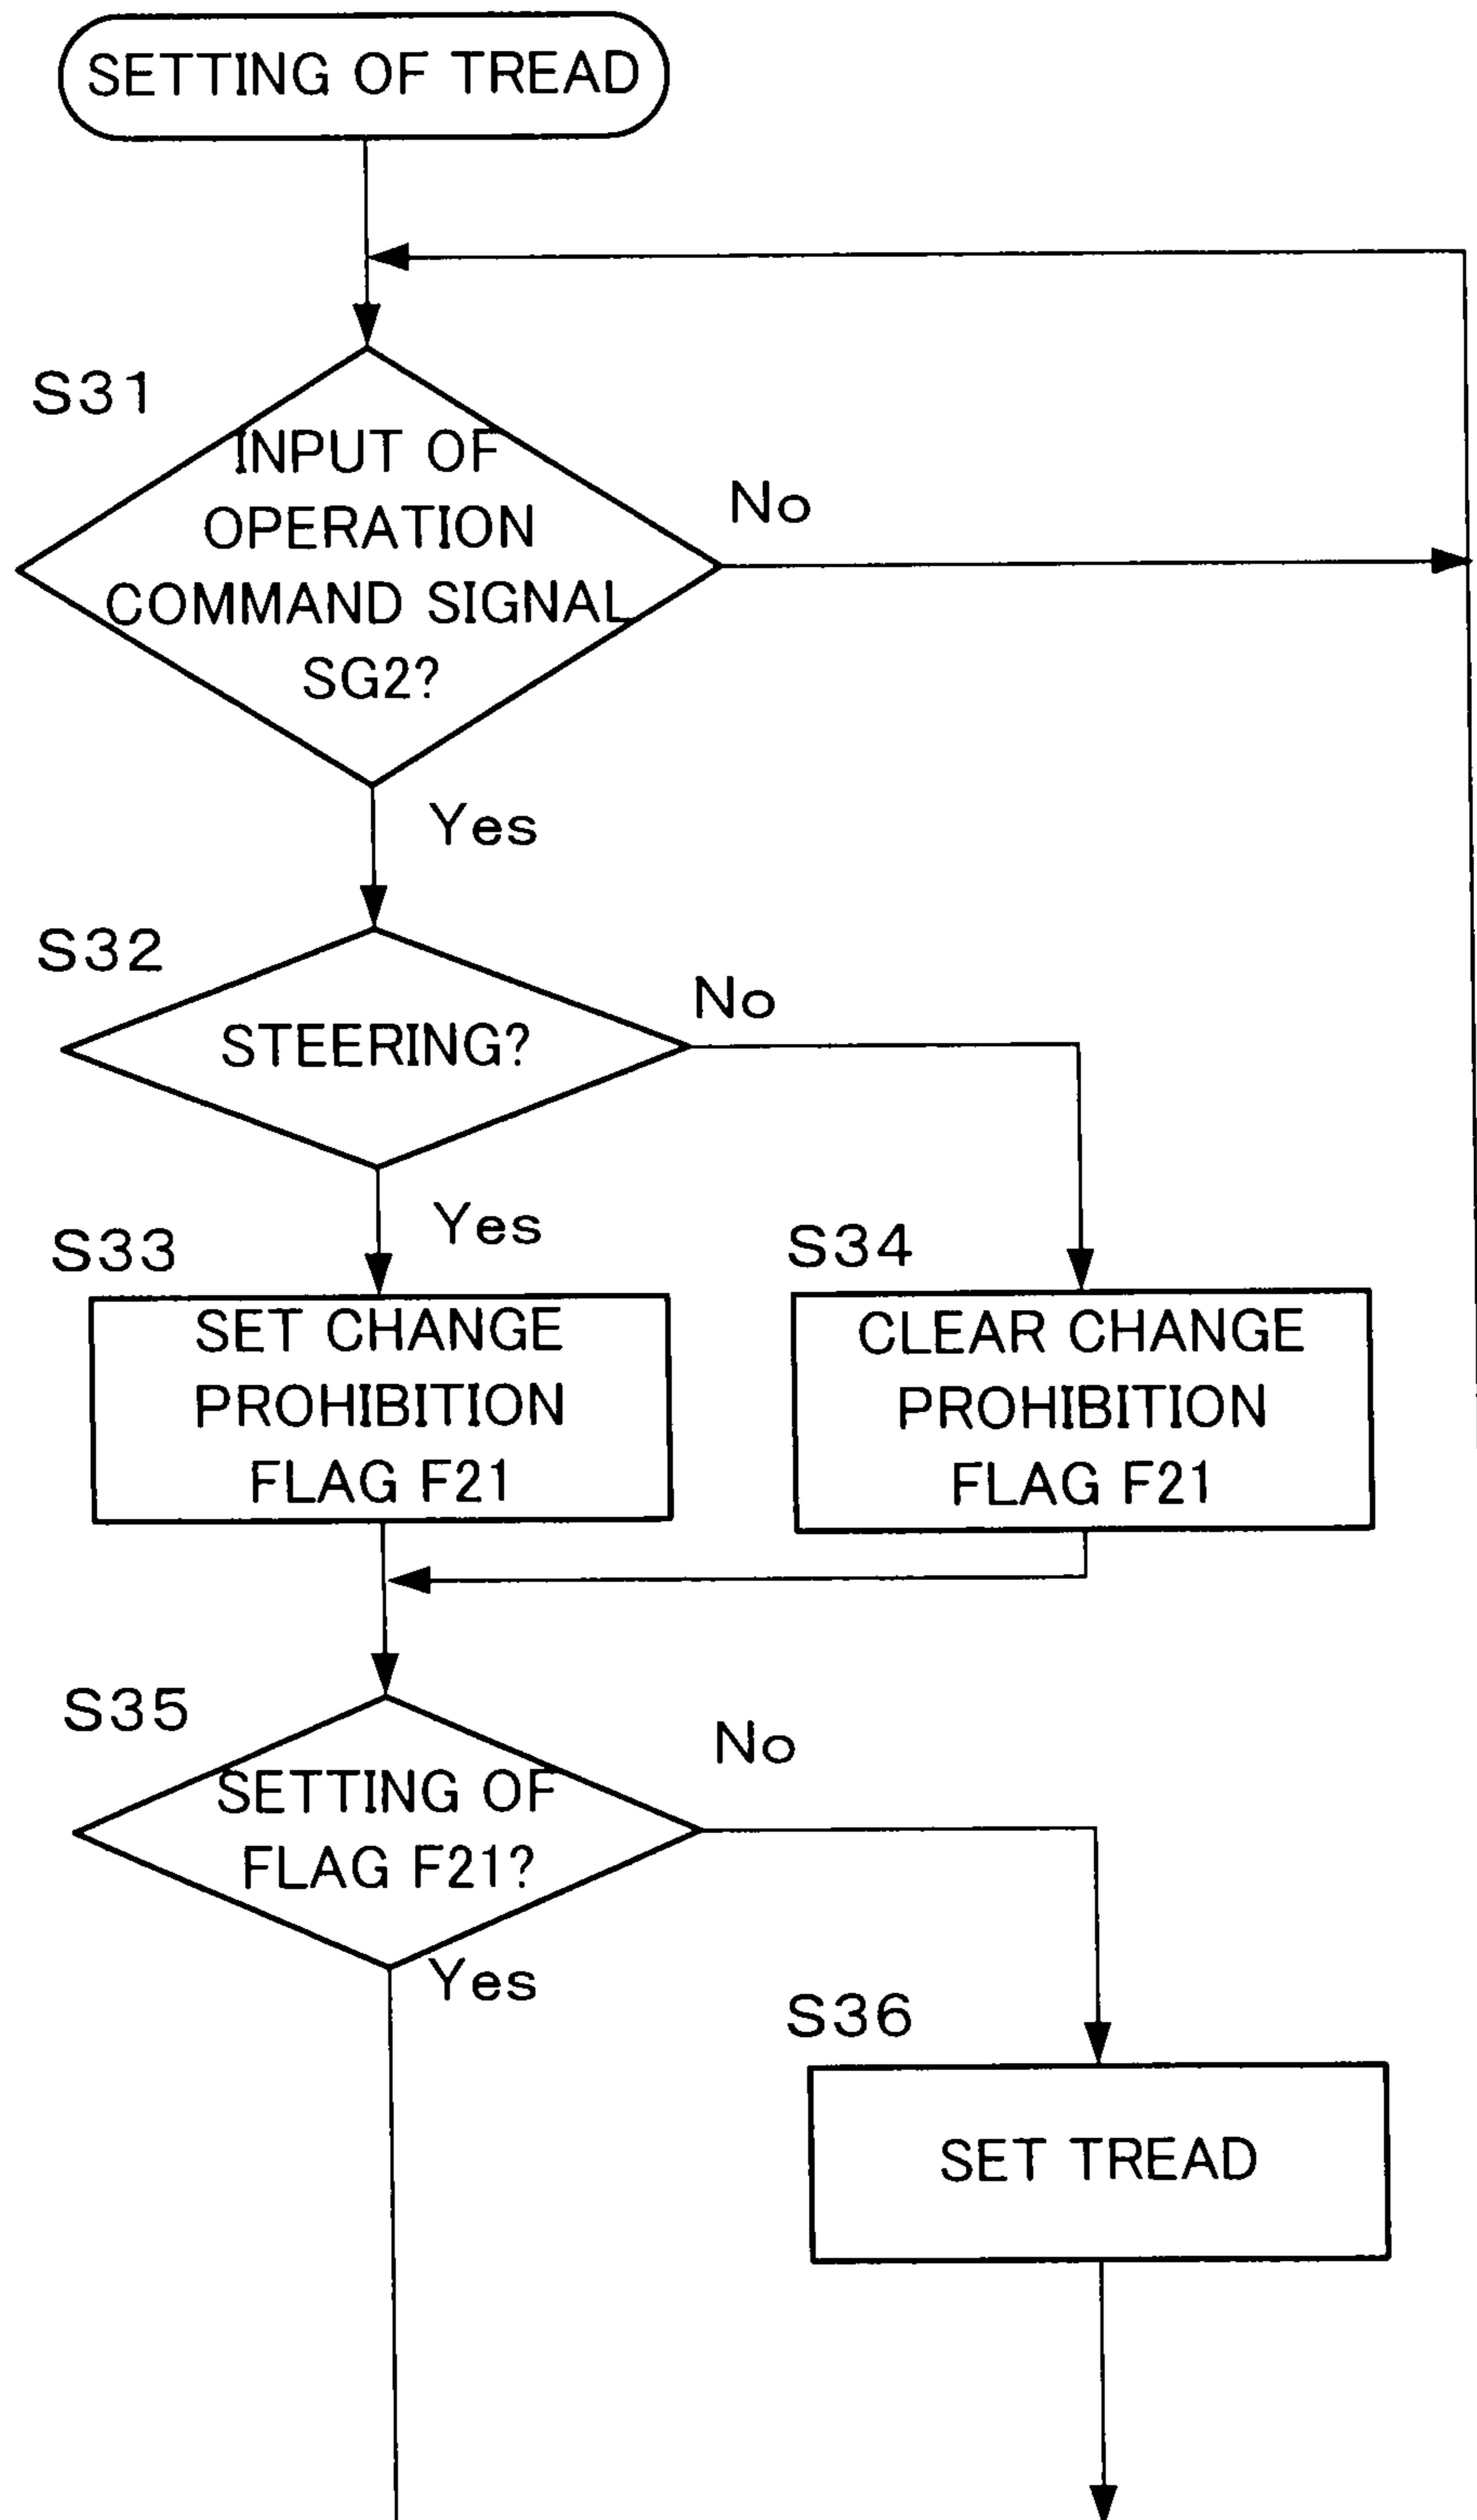 SETTING OF TREAD
S31
INPUT OF
OPERATION
COMMAND SIGNAL
SG2?
No
Yes
S32
STEERING?
No
Yes
S33
SET CHANGE
PROHIBITION
FLAG F21
S34
CLEAR CHANGE
PROHIBITION
FLAG F21
S35
SETTING OF
FLAG F21?
No
Yes
S36
SET TREAD